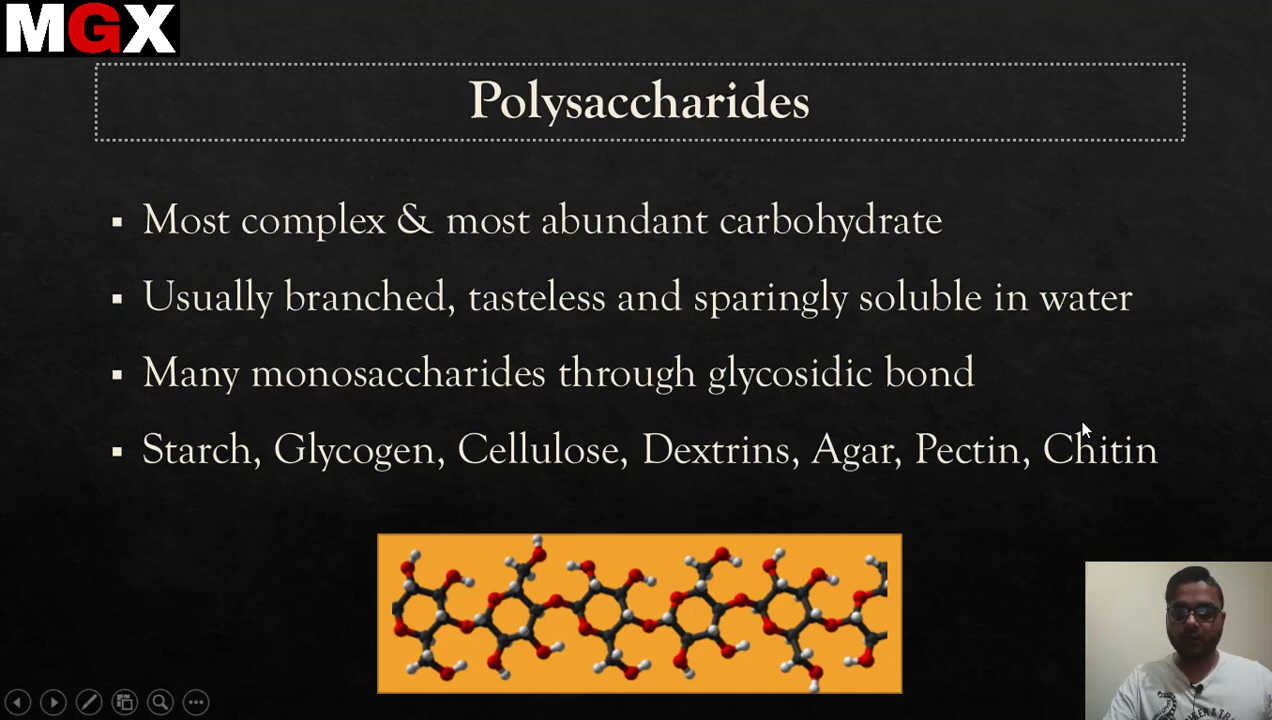 MGX
Polysaccharides
▪ Most complex & most abundant carbohydrate
▪ Usually branched, tasteless and sparingly soluble in water
▪ Many monosaccharides through glycosidic bond
▪ Starch, Glycogen, Cellulose, Dextrins, Agar, Pectin, Chitin